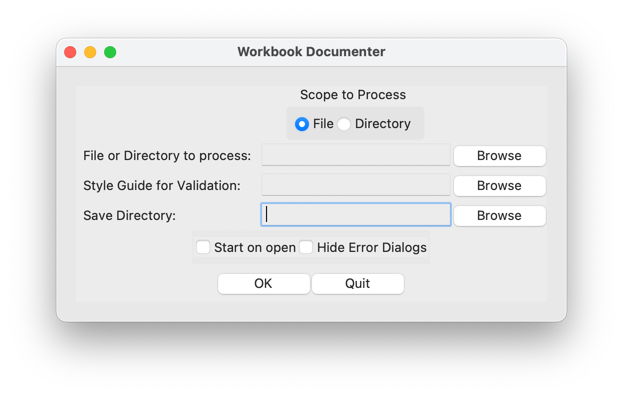 Workbook Documenter
Scope to Process
File Directory
File or Directory to process: Browse
Style Guide for Validation: Browse
Save Directory: Browse
Start on open Hide Error Dialogs
OK Quit